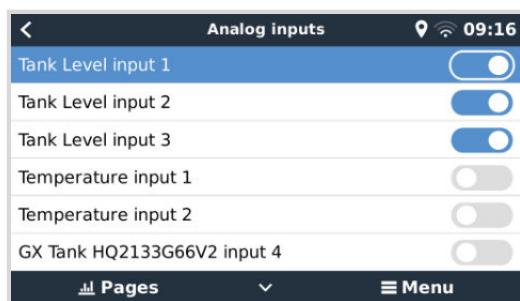 Analog inputs 09:16
Tank Level input 1
Tank Level input 2
Tank Level input 3
Temperature input 1
Temperature input 2
GX Tank HQ2133G66V2 input 4
Pages Menu